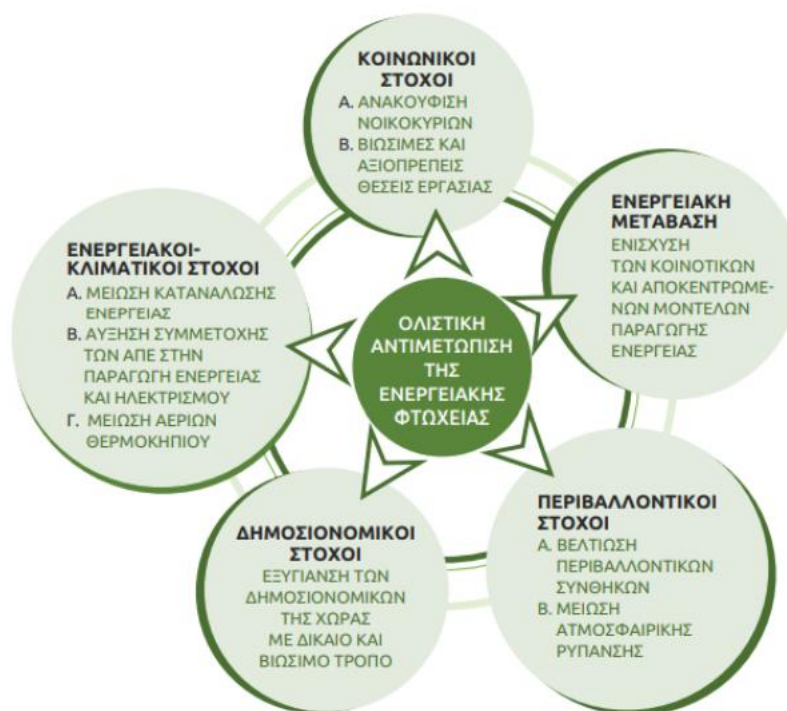 ΚΟΙΝΩΝΙΚΟΙ
ΣΤΟΧΟΙ
Α. ΑΝΑΚΟΥΦΙΣΗ
ΝΟΙΚΟΚΥΡΙΩΝ
Β. ΒΙΩΣΙΜΕΣ ΚΑΙ
ΑΞΙΟΠΡΕΠΕΙΣ
ΘΕΣΕΙΣ ΕΡΓΑΣΙΑΣ
ΕΝΕΡΓΕΙΑΚΗ
ΜΕΤΑΒΑΣΗ
ΕΝΙΣΧΥΣΗ
ΤΩΝ ΚΟΙΝΟΤΙΚΩΝ
ΚΑΙ ΑΠΟΚΕΝΤΡΩΜΕ-
ΝΩΝ ΜΟΝΤΕΛΩΝ
ΠΑΡΑΓΩΓΗΣ
ΕΝΕΡΓΕΙΑΣ
ΕΝΕΡΓΕΙΑΚΟΙ-
ΚΛΙΜΑΤΙΚΟΙ ΣΤΟΧΟΙ
Α. ΜΕΙΩΣΗ ΚΑΤΑΝΑΛΩΣΗΣ
ΕΝΕΡΓΕΙΑΣ
Β. ΑΥΞΗΣΗ ΣΥΜΜΕΤΟΧΗΣ
ΤΩΝ ΑΠΕ ΣΤΗΝ
ΠΑΡΑΓΩΓΗ ΕΝΕΡΓΕΙΑΣ
ΚΑΙ ΗΛΕΚΤΡΙΣΜΟΥ
Γ. ΜΕΙΩΣΗ ΑΕΡΙΩΝ
ΘΕΡΜΟΚΗΠΙΟΥ
ΟΛΙΣΤΙΚΗ
ΑΝΤΙΜΕΤΩΠΙΣΗ
ΤΗΣ
ΕΝΕΡΓΕΙΑΚΗΣ
ΦΤΩΧΕΙΑΣ
ΔΗΜΟΣΙΟΝΟΜΙΚΟΙ
ΣΤΟΧΟΙ
ΕΞΥΓΙΑΝΣΗ ΤΩΝ
ΔΗΜΟΣΙΟΝΟΜΙΚΩΝ
ΤΗΣ ΧΩΡΑΣ
ΜΕ ΔΙΚΑΙΟ ΚΑΙ
ΒΙΩΣΙΜΟ ΤΡΟΠΟ
ΠΕΡΙΒΑΛΛΟΝΤΙΚΟΙ
ΣΤΟΧΟΙ
Α. ΒΕΛΤΙΩΣΗ
ΠΕΡΙΒΑΛΛΟΝΤΙΚΩΝ
ΣΥΝΘΗΚΩΝ
Β. ΜΕΙΩΣΗ
ΑΤΜΟΣΦΑΙΡΙΚΗΣ
ΡΥΠΑΝΣΗΣ